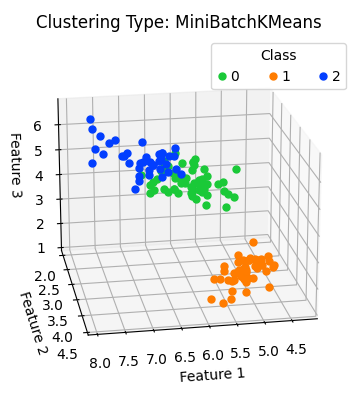 Clustering Type: MiniBatchKMeans
Class
0 1 2
6
5
4
3
2
1
Feature 3
2.0
2.5
3.0
3.5
4.0
4.5
Feature 2
8.0 7.5 7.0 6.5 6.0 5.5 5.0 4.5
Feature 1